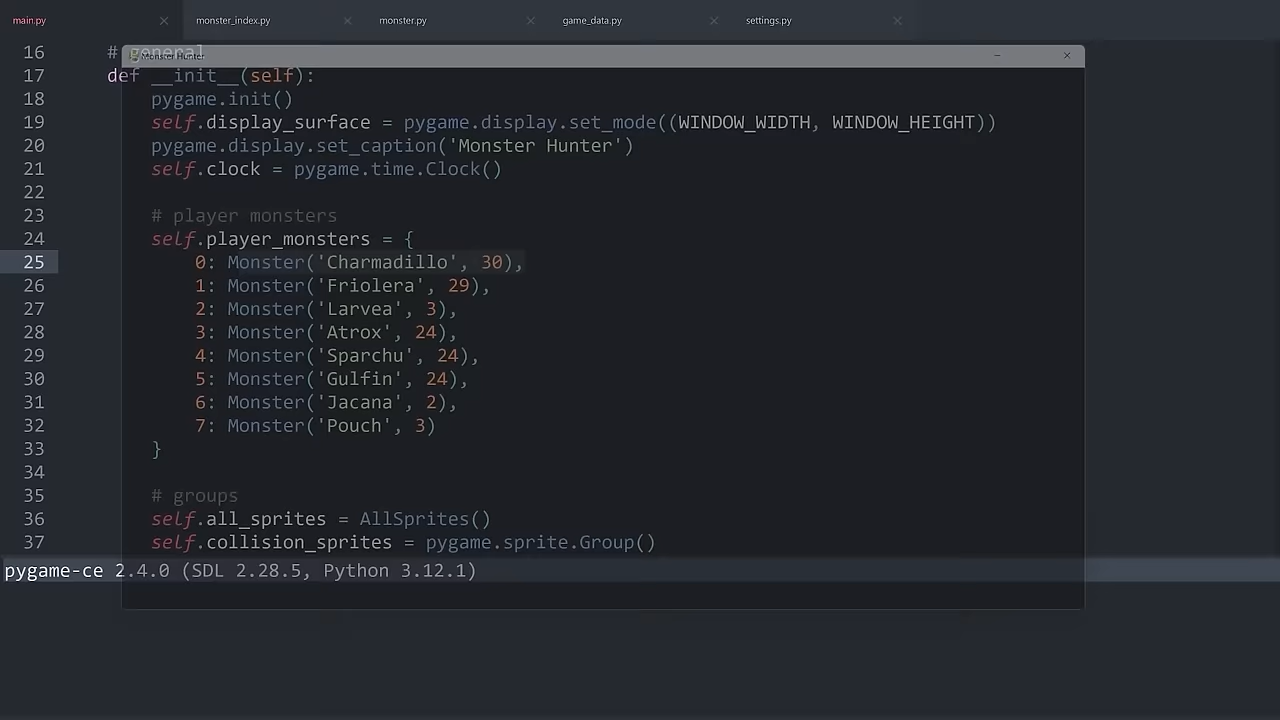 main.py
monster_index.py
monster.py
game_data.py
settings.py
16 # general
Monster Hunter
17 def __init__(self):
18 pygame.init()
19 self.display_surface = pygame.display.set_mode((WINDOW_WIDTH, WINDOW_HEIGHT))
20 pygame.display.set_caption('Monster Hunter')
21 self.clock = pygame.time.Clock()
22
23 # player monsters
24 self.player_monsters = {
25 0: Monster('Charmadillo', 30),
26 1: Monster('Friolera', 29),
27 2: Monster('Larvea', 3),
28 3: Monster('Atrox', 24),
29 4: Monster('Sparchu', 24),
30 5: Monster('Gulfin', 24),
31 6: Monster('Jacana', 2),
32 7: Monster('Pouch', 3)
33 }
34
35 # groups
36 self.all_sprites = AllSprites()
37 self.collision_sprites = pygame.sprite.Group()
pygame-ce 2.4.0 (SDL 2.28.5, Python 3.12.1)